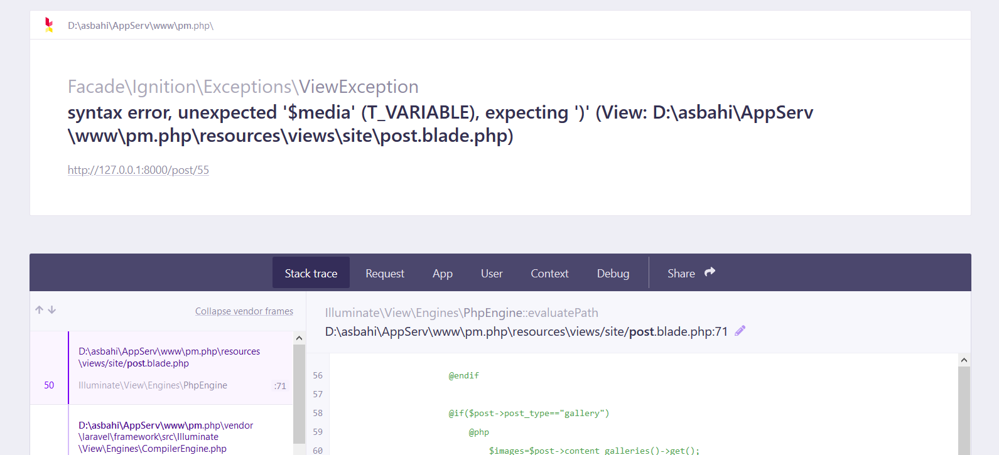 D:\asbahi\AppServ\www\pm.php\
Facade\Ignition\Exceptions\ViewException
syntax error, unexpected '$media' (T_VARIABLE), expecting ')' (View: D:\asbahi\AppServ
\www\pm.php\resources\views\site\post.blade.php)
http://127.0.0.1:8000/post/55
Stack trace Request App User Context Debug Share
Collapse vendor frames
Illuminate\View\Engines\PhpEngine::evaluatePath
D:\asbahi\AppServ\www\pm.php\resources\views/site/post.blade.php:71
D:\asbahi\AppServ\www\pm.php\resources
\views/site/post.blade.php
50 Illuminate\View\Engines\PhpEngine :71
D:\asbahi\AppServ\www\pm.php\vendor
\laravel\framework\src\Illuminate
\View\Engines\CompilerEngine.php
56 @endif
57
58 @if($post->post_type=="gallery")
59 @php
60 $images=$post->content_galleries()->get();